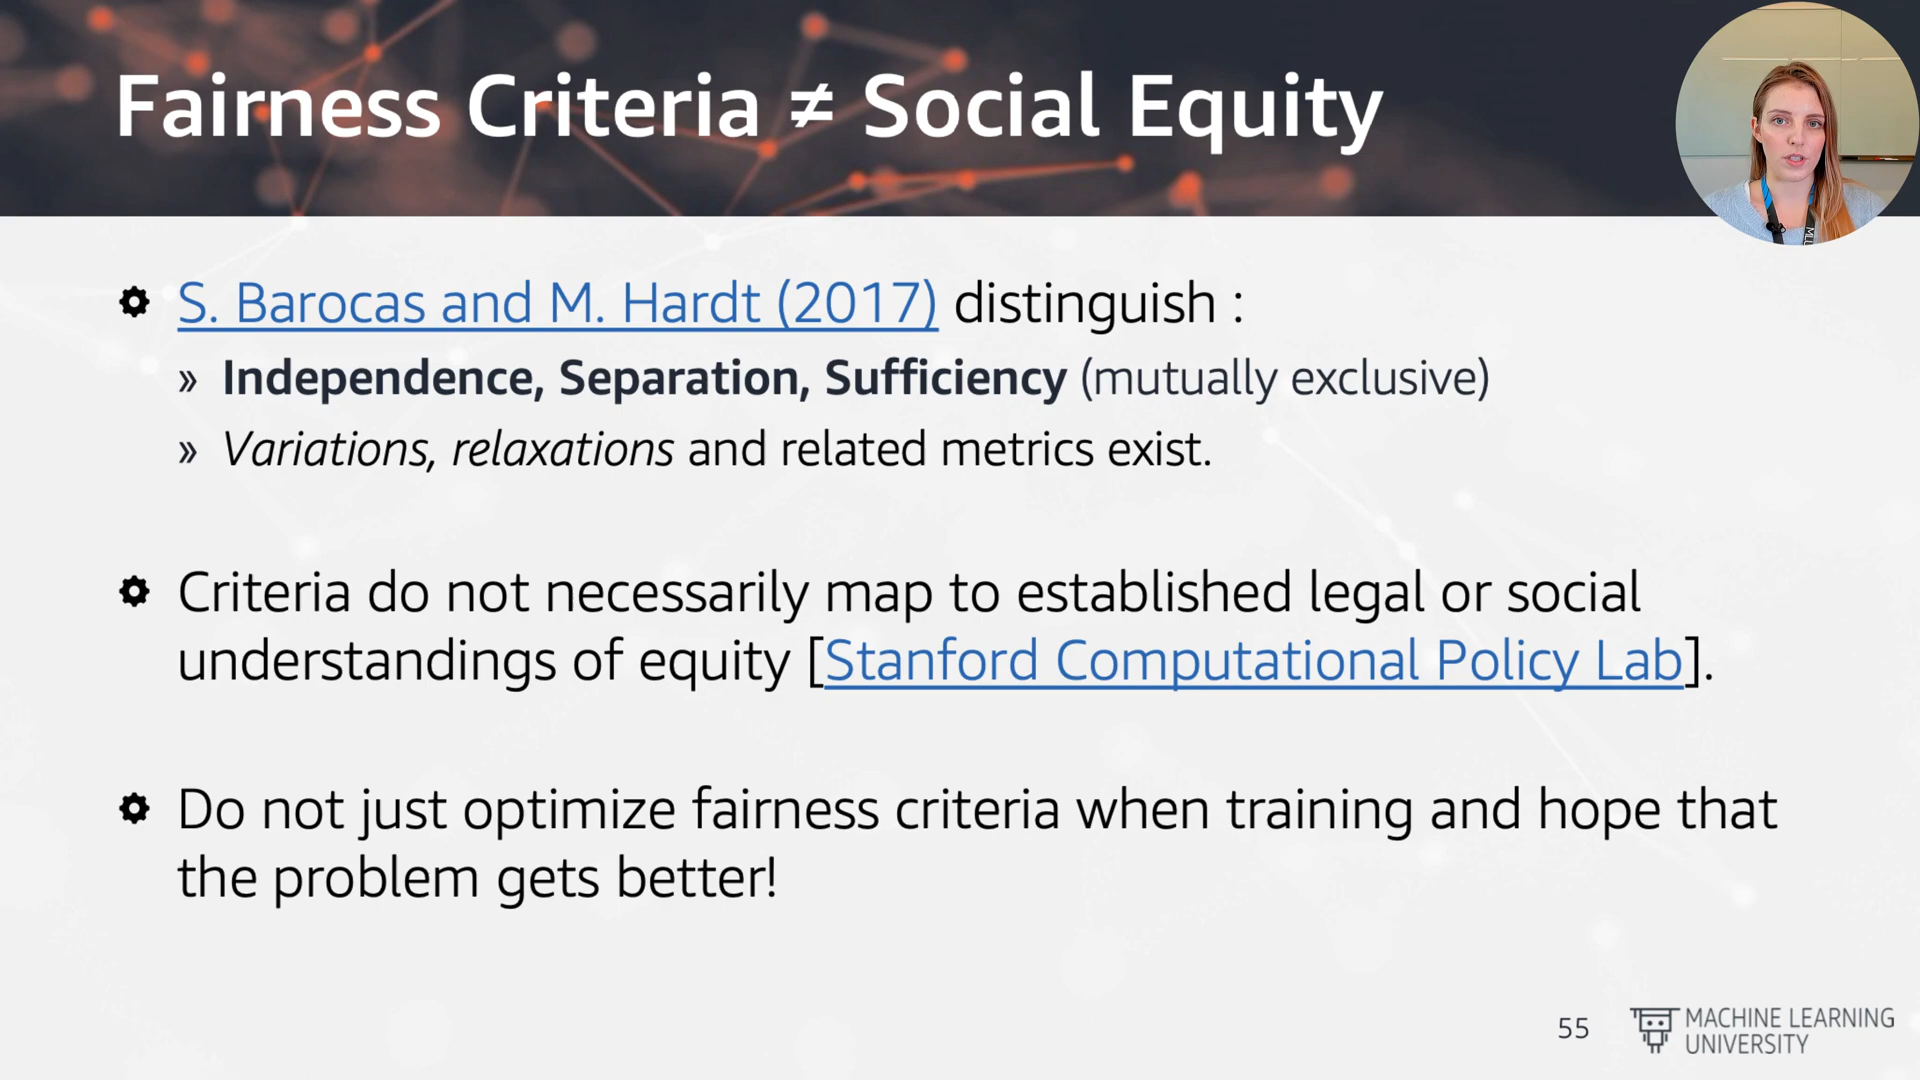 Fairness Criteria ≠ Social Equity
S. Barocas and M. Hardt (2017) distinguish :
» Independence, Separation, Sufficiency (mutually exclusive)
» Variations, relaxations and related metrics exist.
Criteria do not necessarily map to established legal or social
understandings of equity [Stanford Computational Policy Lab].
Do not just optimize fairness criteria when training and hope that
the problem gets better!
55
MACHINE LEARNING
UNIVERSITY